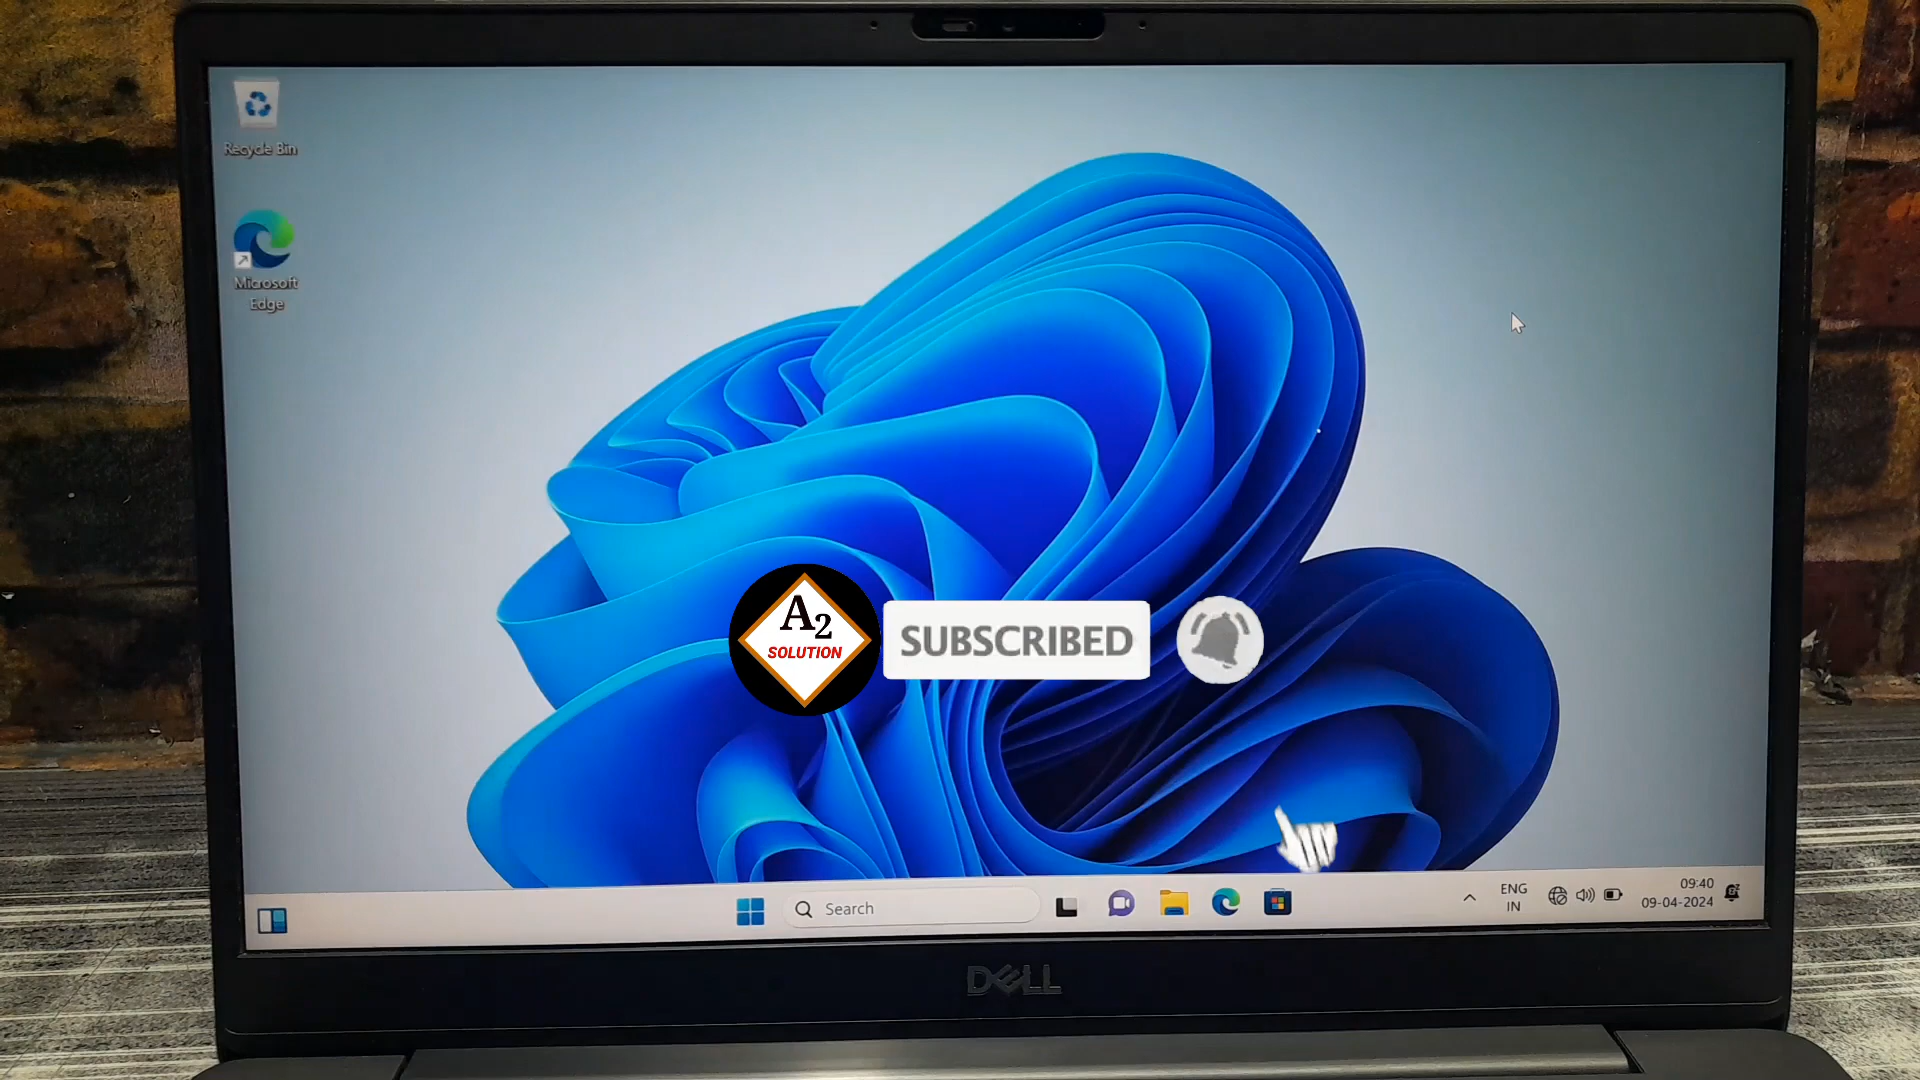 Recycle Bin
Microsoft
Edge
A2
SOLUTION
SUBSCRIBED
Search
ENG
IN
09:40
09-04-2024
DELL